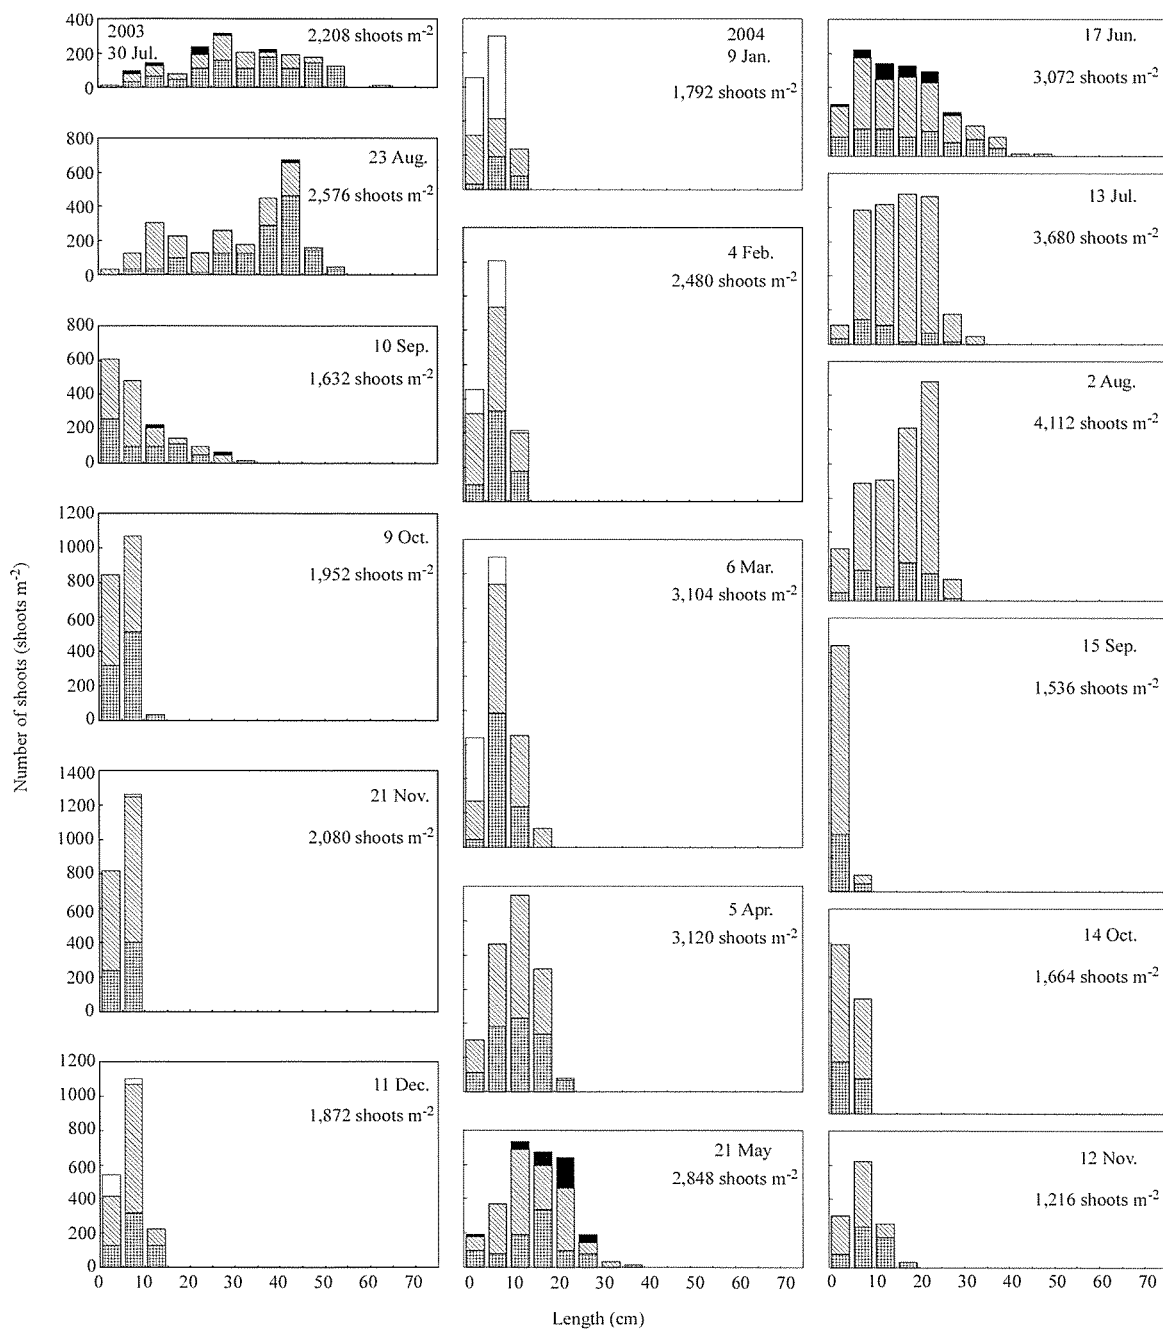 Number of shoots (shoots m-2)
400
200
0
2003
30 Jul.
2,208 shoots m-2
800
600
400
200
0
23 Aug.
2,576 shoots m-2
800
600
400
200
0
10 Sep.
1,632 shoots m-2
1200
1000
800
600
400
200
0
9 Oct.
1,952 shoots m-2
1400
1200
1000
800
600
400
200
0
21 Nov.
2,080 shoots m-2
1200
1000
800
600
400
200
0
11 Dec.
1,872 shoots m-2
0 10 20 30 40 50 60 70
2004
9 Jan.
1,792 shoots m-2
4 Feb.
2,480 shoots m-2
6 Mar.
3,104 shoots m-2
5 Apr.
3,120 shoots m-2
21 May
2,848 shoots m-2
0 10 20 30 40 50 60 70
17 Jun.
3,072 shoots m-2
13 Jul.
3,680 shoots m-2
2 Aug.
4,112 shoots m-2
15 Sep.
1,536 shoots m-2
14 Oct.
1,664 shoots m-2
12 Nov.
1,216 shoots m-2
0 10 20 30 40 50 60 70
Length (cm)